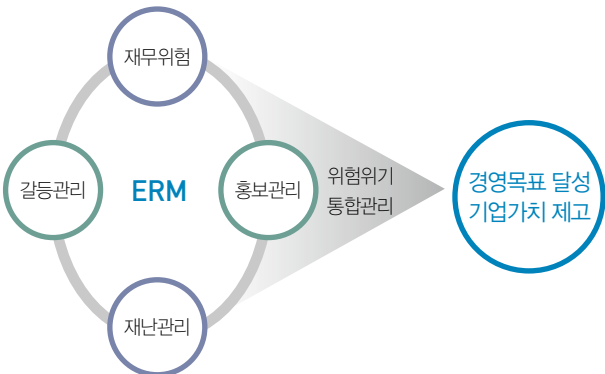 재무위험
갈등관리
ERM
홍보관리
위험위기
통합관리
경영목표 달성
기업가치 제고
재난관리